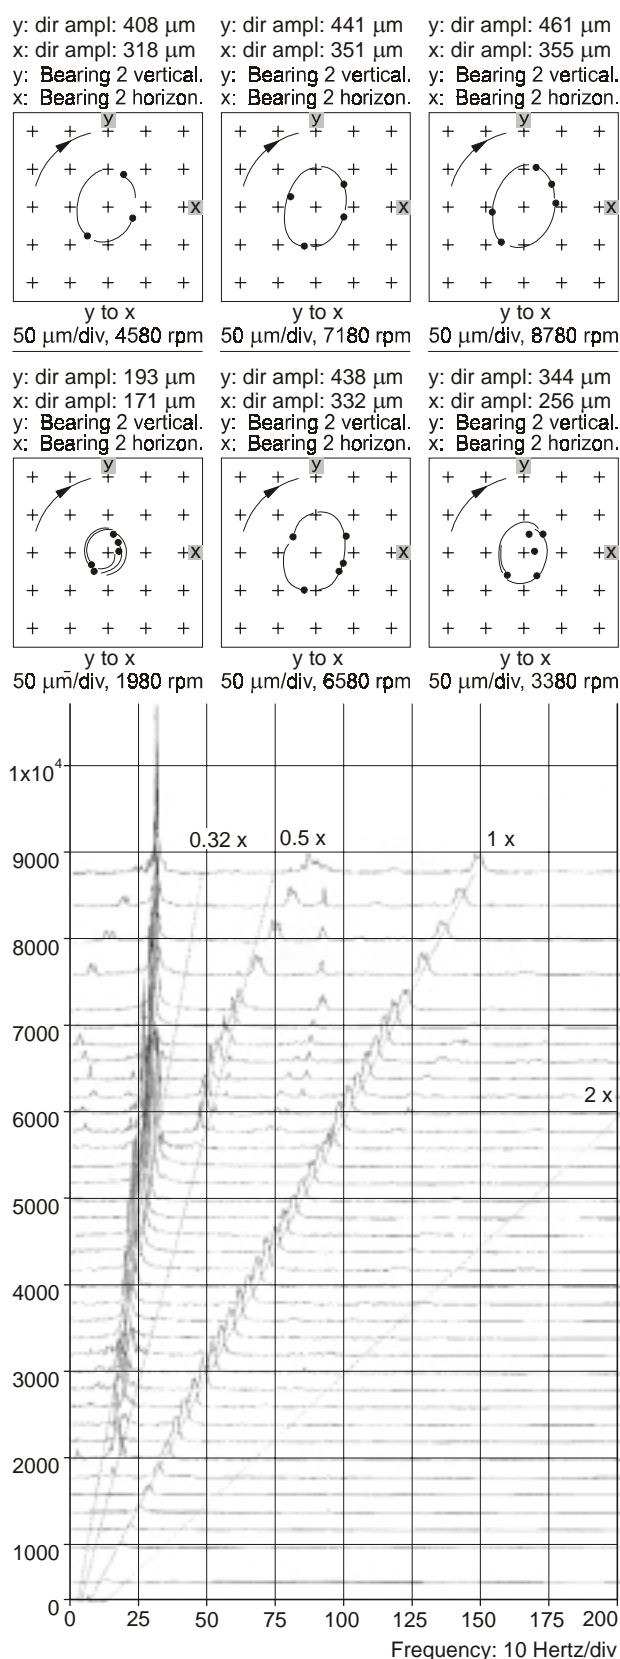 y: dir ampl: 408 μm y: dir ampl: 441 μm y: dir ampl: 461 μm
x: dir ampl: 318 μm x: dir ampl: 351 μm x: dir ampl: 355 μm
y: Bearing 2 vertical. y: Bearing 2 vertical. y: Bearing 2 vertical.
x: Bearing 2 horizon. x: Bearing 2 horizon. x: Bearing 2 horizon.
y y y
x x x
y to x y to x y to x
50 μm/div, 4580 rpm 50 μm/div, 7180 rpm 50 μm/div, 8780 rpm
y: dir ampl: 193 μm y: dir ampl: 438 μm y: dir ampl: 344 μm
x: dir ampl: 171 μm x: dir ampl: 332 μm x: dir ampl: 256 μm
y: Bearing 2 vertical. y: Bearing 2 vertical. y: Bearing 2 vertical.
x: Bearing 2 horizon. x: Bearing 2 horizon. x: Bearing 2 horizon.
y y y
x x x
y to x y to x y to x
50 μm/div, 1980 rpm 50 μm/div, 6580 rpm 50 μm/div, 3380 rpm
1x10⁴
0.32 x 0.5 x 1 x
9000
8000
7000
2 x
6000
5000
4000
3000
2000
1000
0
0 25 50 75 100 125 150 175 200
Frequency: 10 Hertz/div